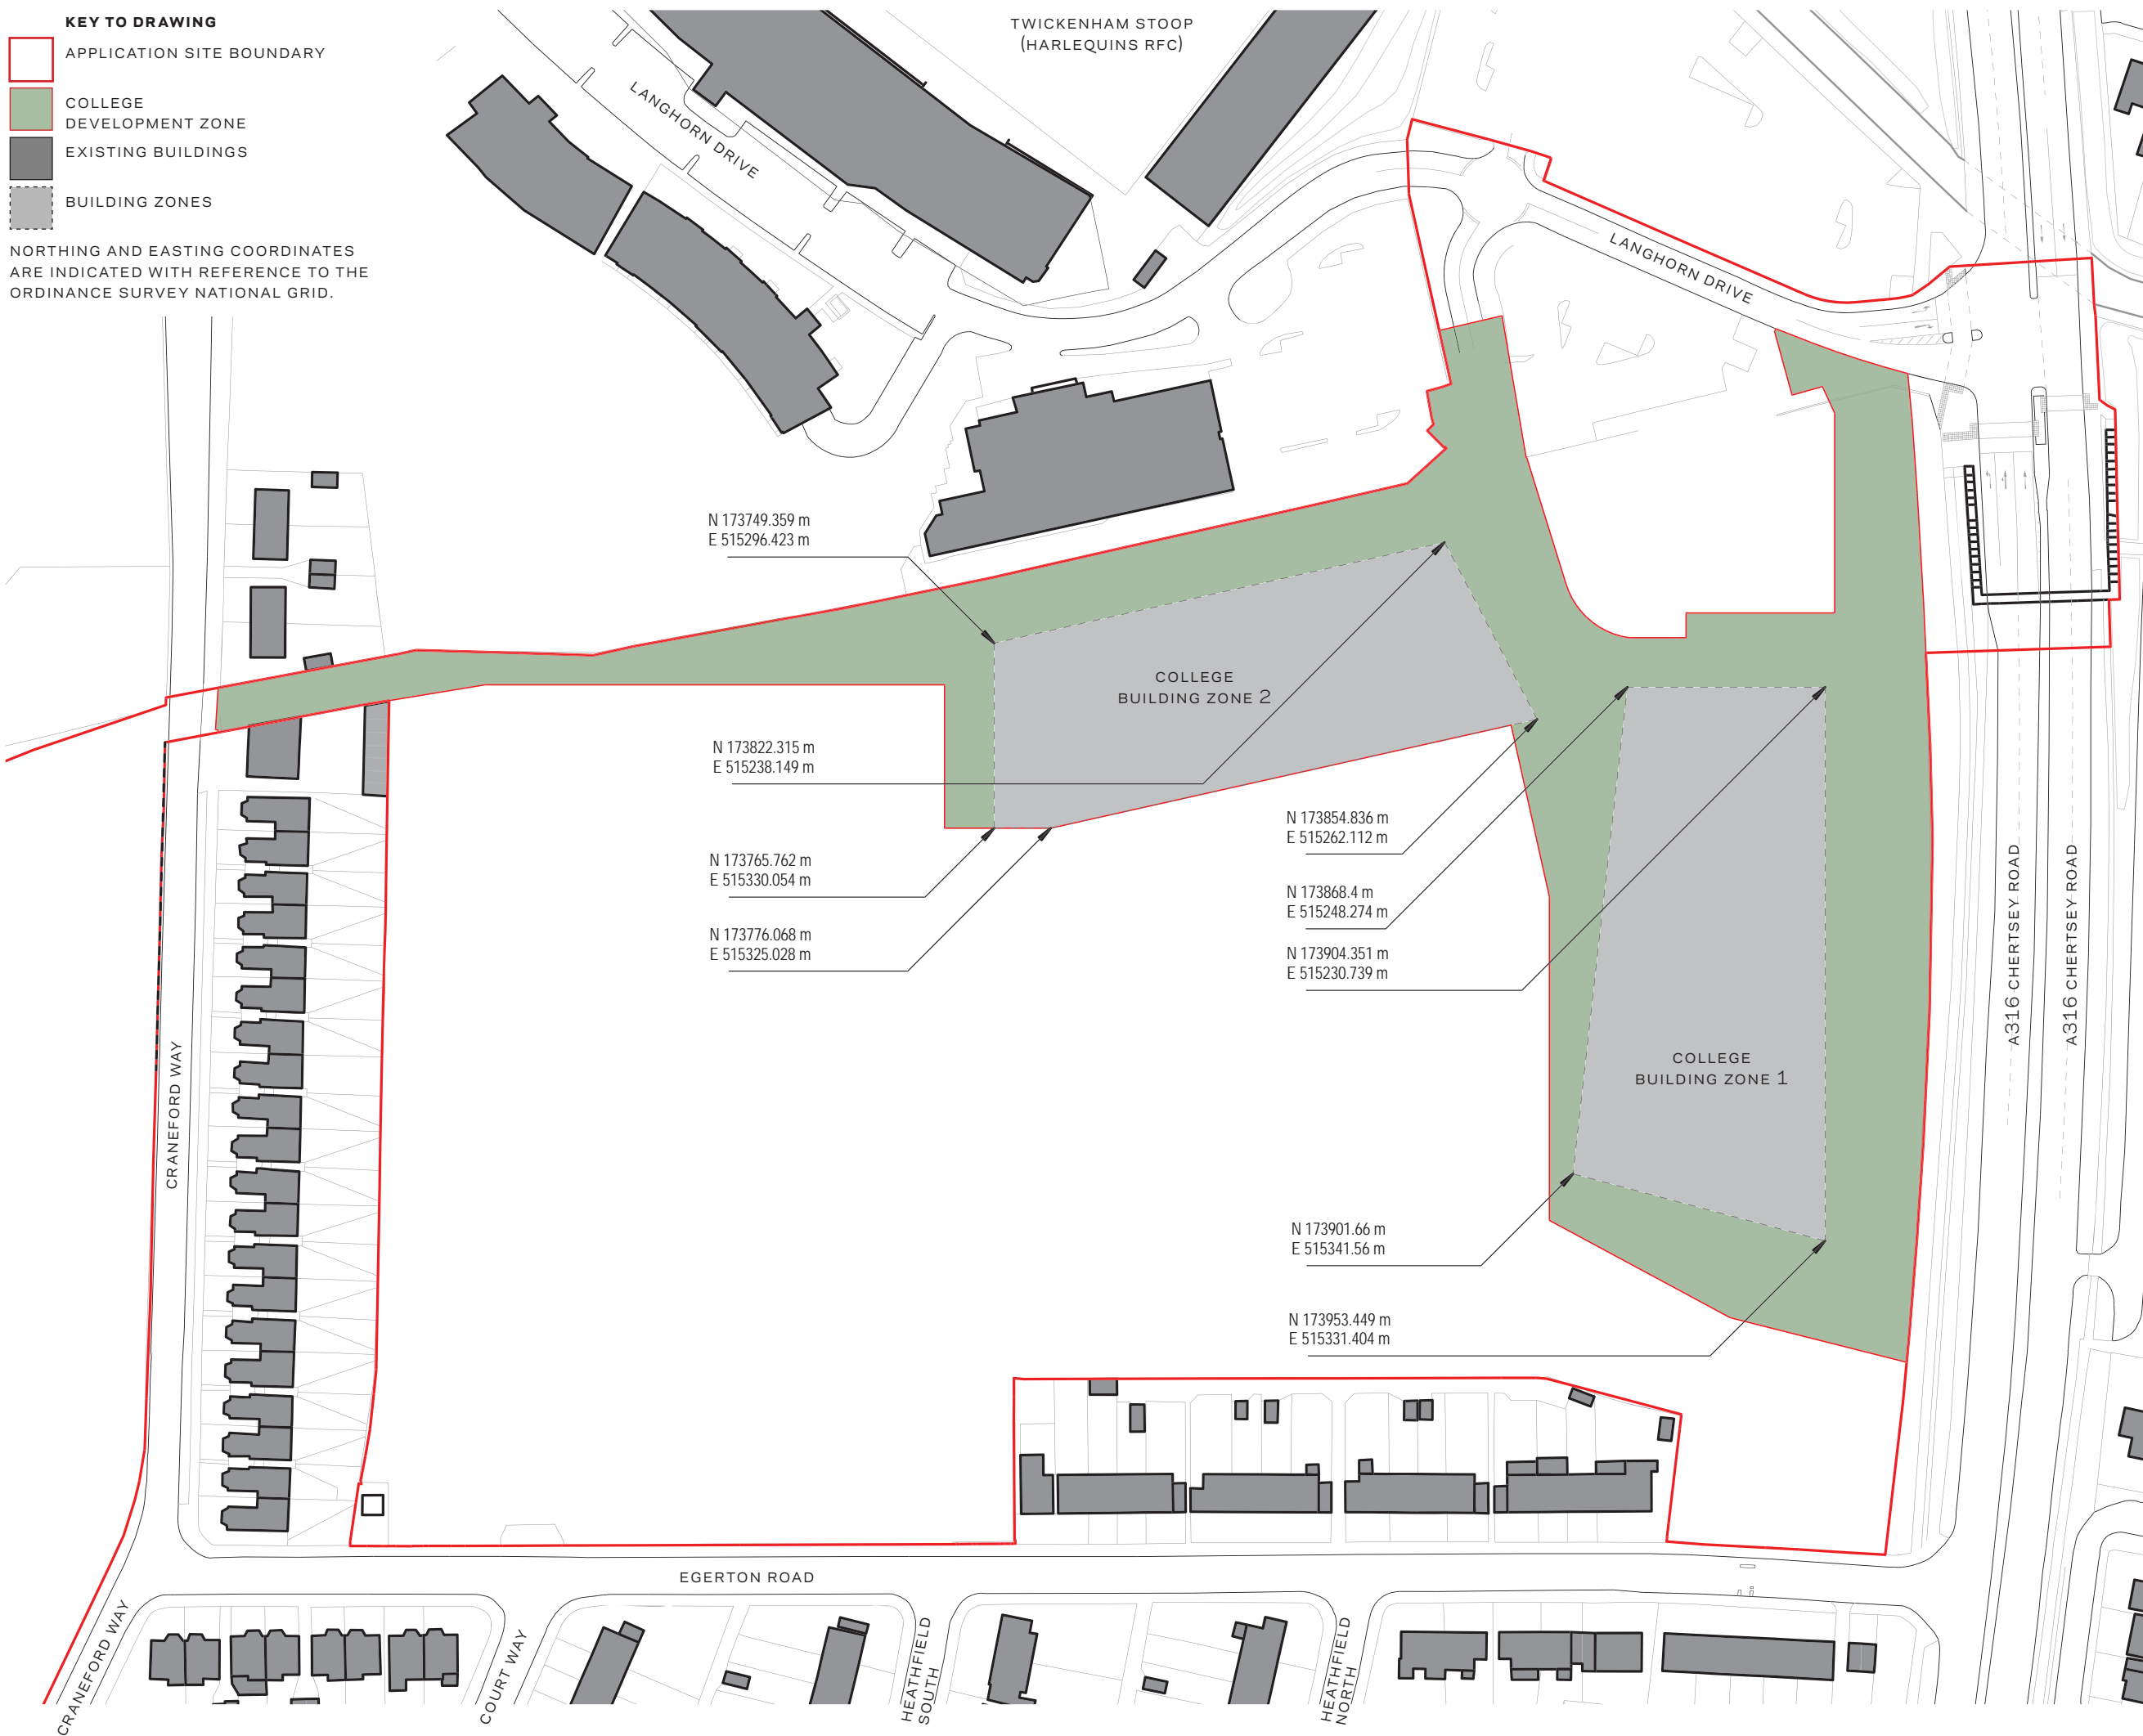 KEY TO DRAWING
APPLICATION SITE BOUNDARY
COLLEGE
DEVELOPMENT ZONE
EXISTING BUILDINGS
BUILDING ZONES
NORTHING AND EASTING COORDINATES
ARE INDICATED WITH REFERENCE TO THE
ORDINANCE SURVEY NATIONAL GRID.
TWICKENHAM STOOP
(HARLEQUINS RFC)
LANGHORN DRIVE
LANGHORN DRIVE
N 173749.359 m
E 515296.423 m
COLLEGE
BUILDING ZONE 2
N 173822.315 m
E 515238.149 m
N 173854.836 m
E 515262.112 m
N 173765.762 m
E 515330.054 m
N 173868.4 m
E 515248.274 m
N 173776.068 m
E 515325.028 m
N 173904.351 m
E 515230.739 m
A316 CHERTSEY ROAD
A316 CHERTSEY ROAD
COLLEGE
BUILDING ZONE 1
CRANEFORD WAY
N 173901.66 m
E 515341.56 m
N 173953.449 m
E 515331.404 m
EGERTON ROAD
CRANEFORD WAY
COURT WAY
HEATHFIELD
SOUTH
HEATHFIELD
NORTH